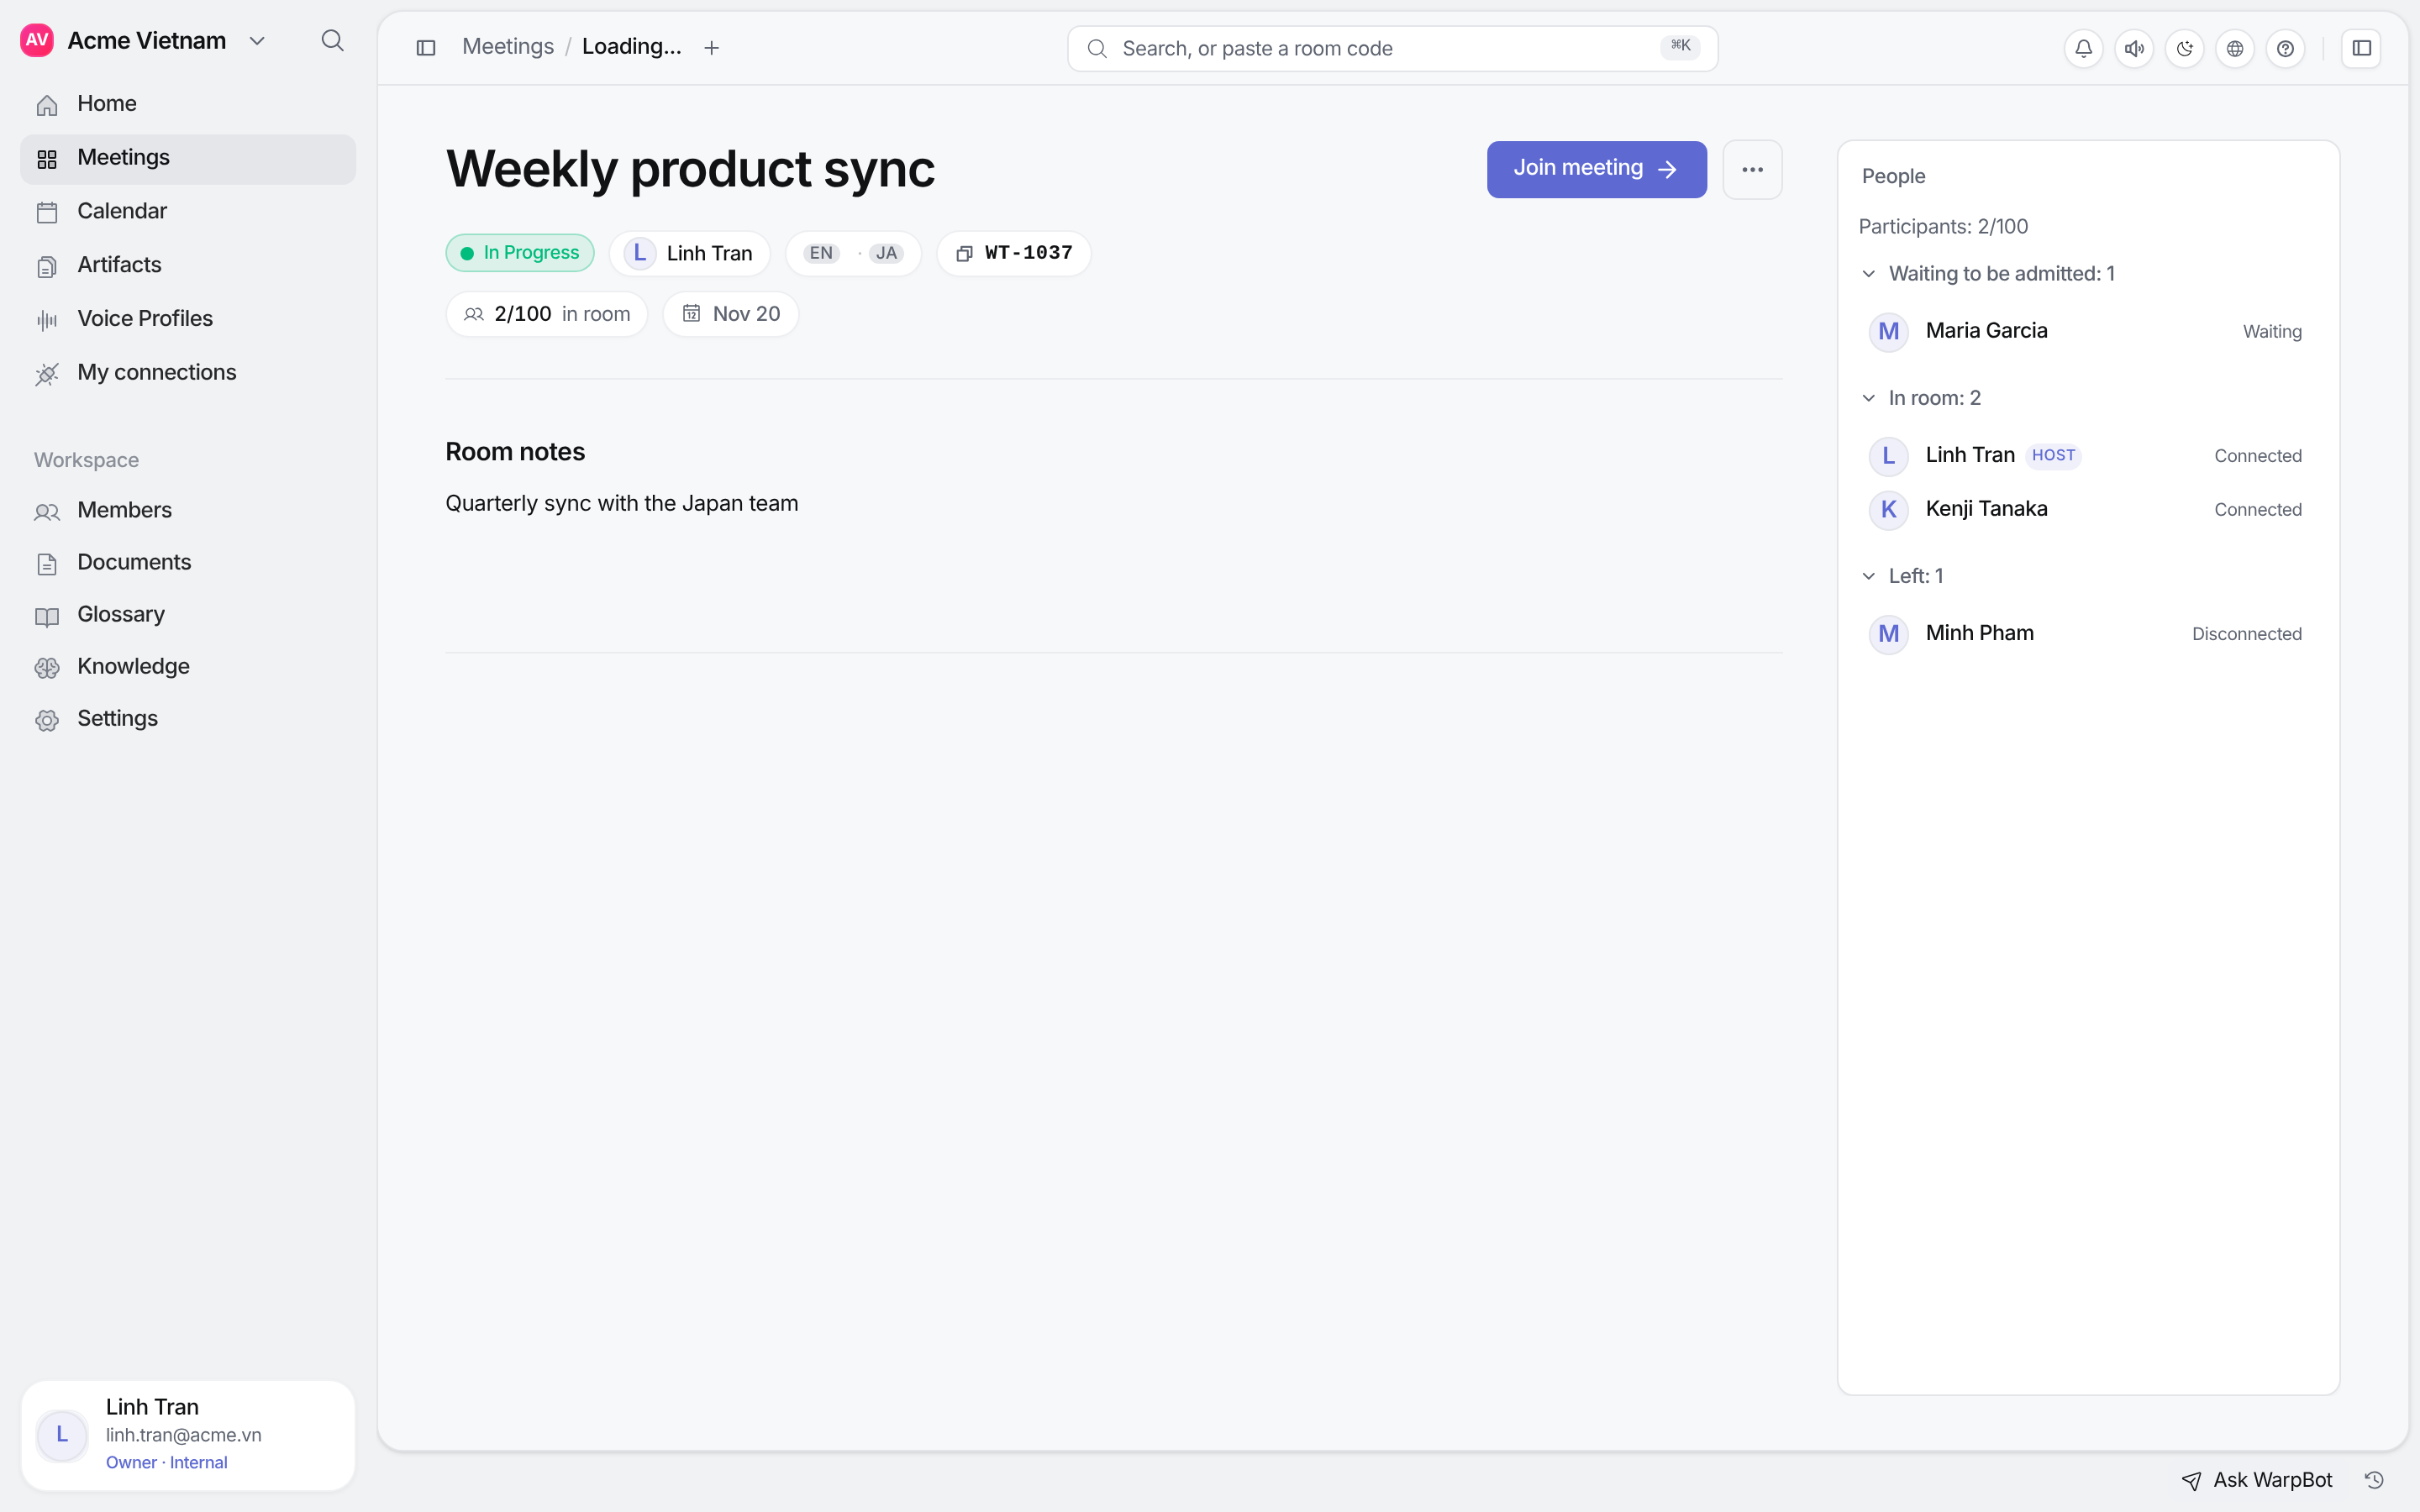 AV Acme Vietnam
Home
Meetings
Calendar
Artifacts
Voice Profiles
My connections
Workspace
Members
Documents
Glossary
Knowledge
Settings
L Linh Tran
linh.tran@acme.vn
Owner · Internal
Meetings / Loading... +
Search, or paste a room code ⌘K
Weekly product sync
Join meeting
In Progress L Linh Tran EN · JA WT-1037
2/100 in room 12 Nov 20
Room notes
Quarterly sync with the Japan team
People
Participants: 2/100
Waiting to be admitted: 1
M Maria Garcia Waiting
In room: 2
L Linh Tran HOST Connected
K Kenji Tanaka Connected
Left: 1
M Minh Pham Disconnected
Ask WarpBot